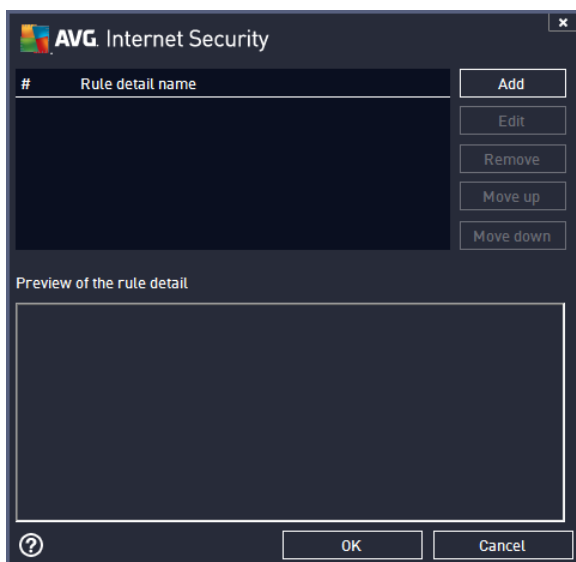 AVG. Internet Security
x
# Rule detail name
Add
Edit
Remove
Move up
Move down
Preview of the rule detail
?
OK
Cancel